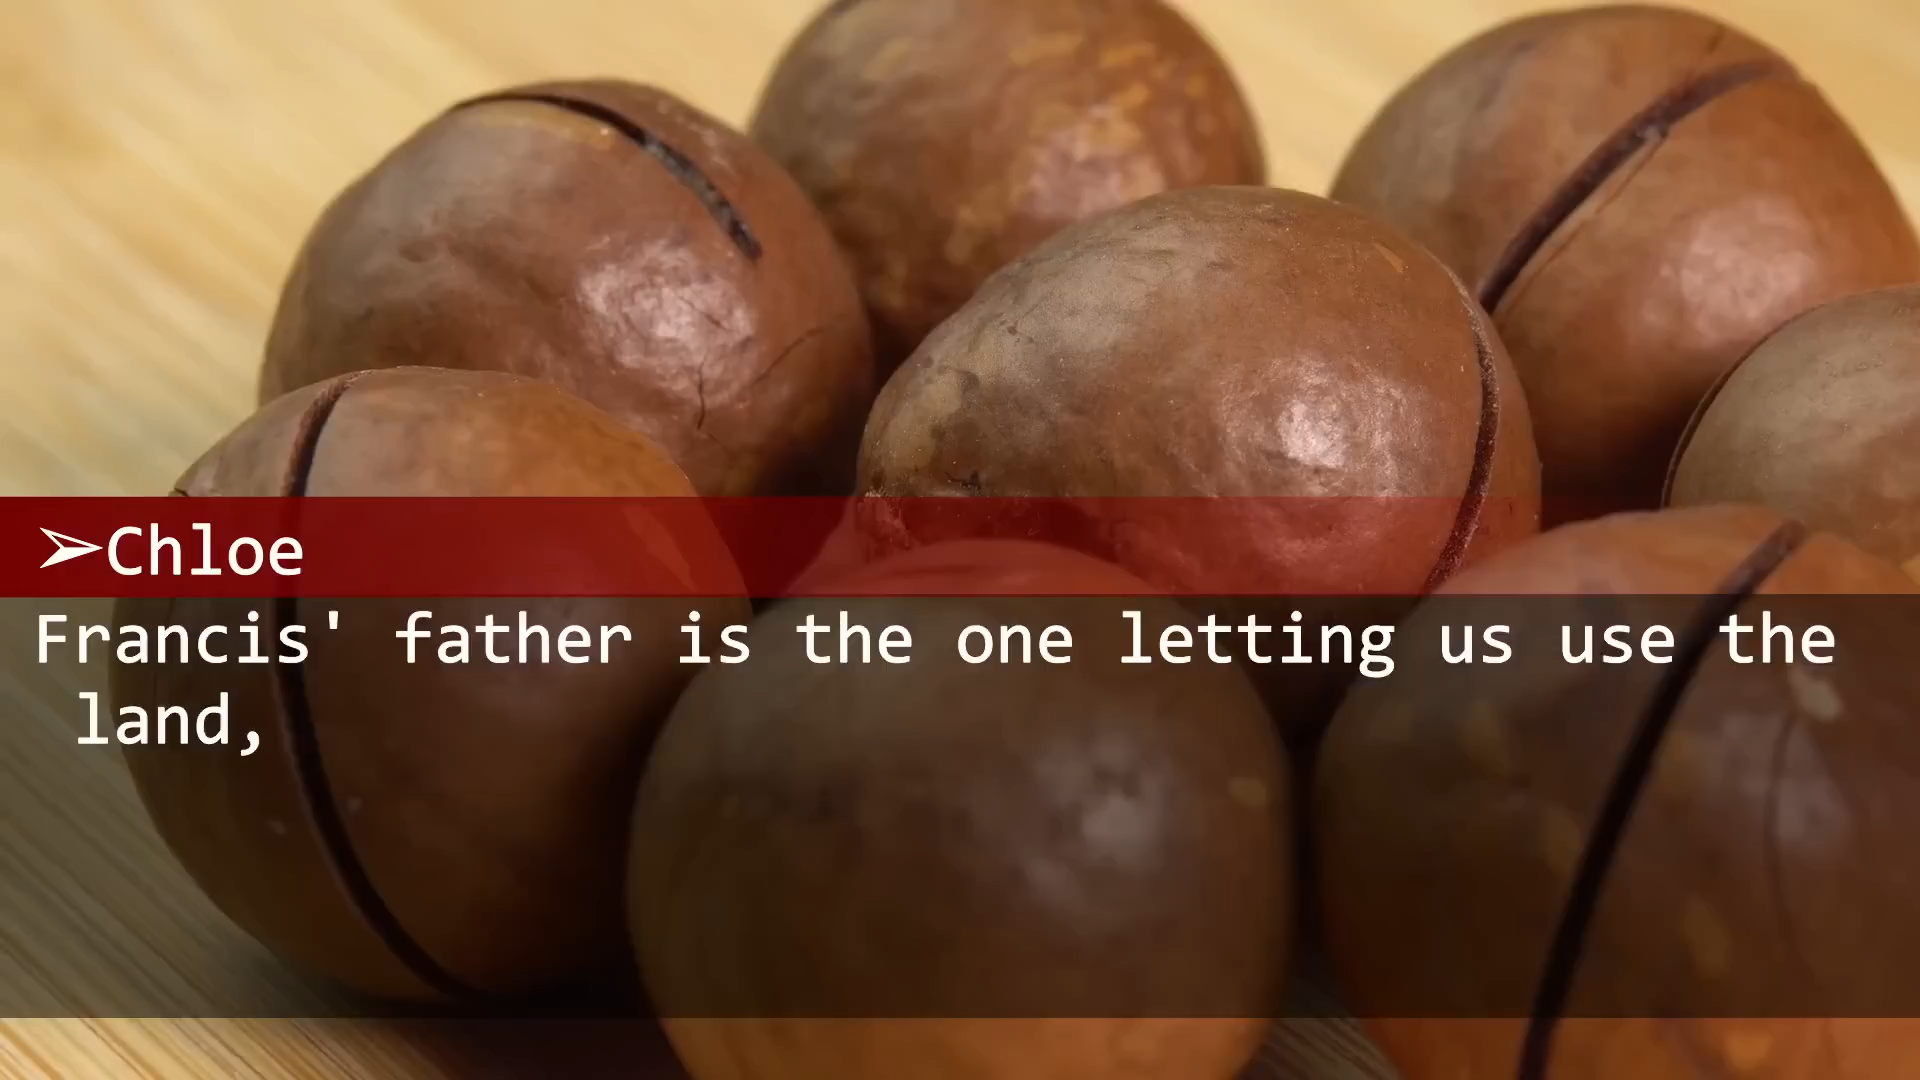 ➢Chloe
Francis' father is the one letting us use the
land,